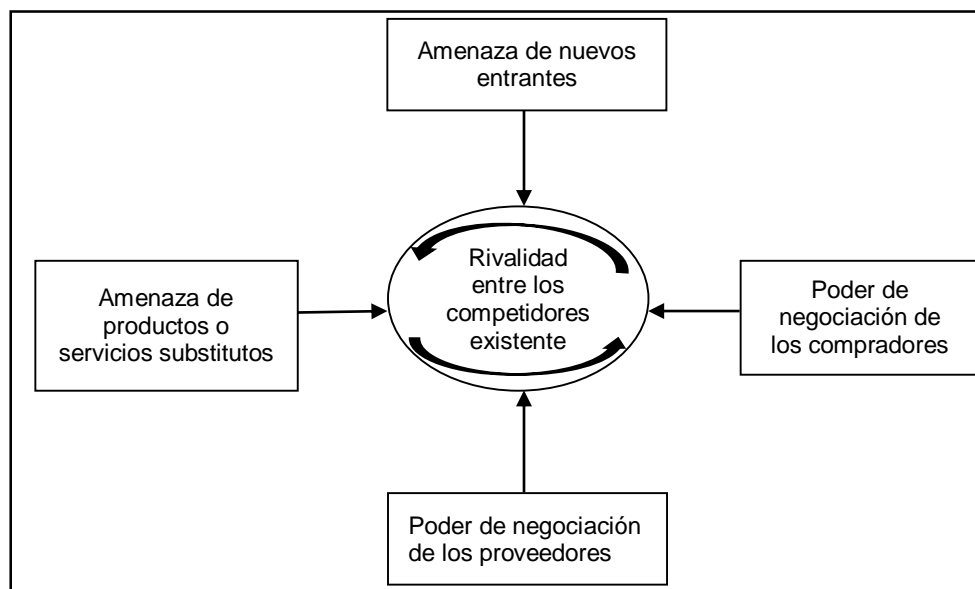 Amenaza de nuevos
entrantes
Rivalidad
entre los
competidores
existente
Amenaza de
productos o
servicios substitutos
Poder de
negociación de
los compradores
Poder de negociación
de los proveedores